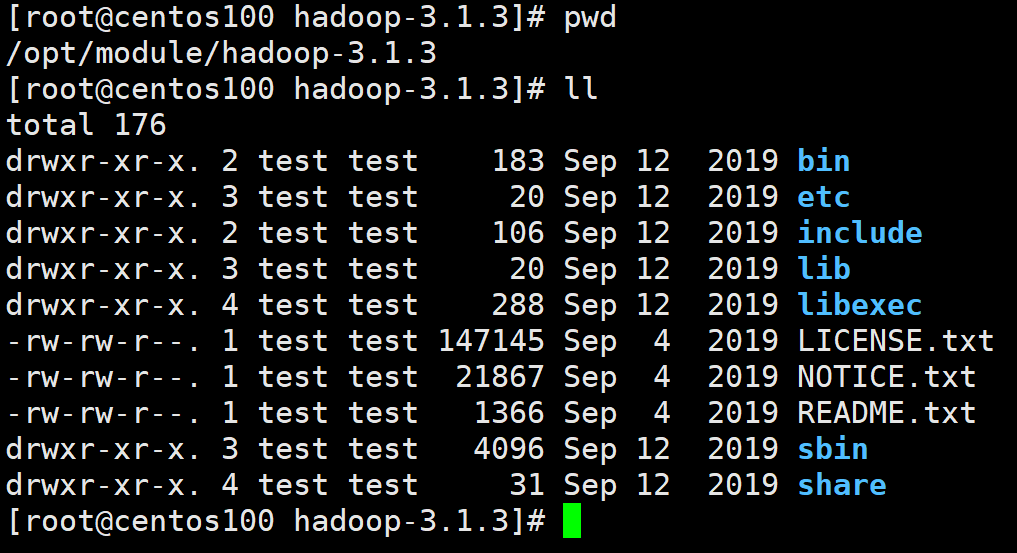 [root@centos100 hadoop-3.1.3]# pwd
/opt/module/hadoop-3.1.3
[root@centos100 hadoop-3.1.3]# ll
total 176
drwxr-xr-x. 2 test test    183 Sep 12  2019 bin
drwxr-xr-x. 3 test test     20 Sep 12  2019 etc
drwxr-xr-x. 2 test test    106 Sep 12  2019 include
drwxr-xr-x. 3 test test     20 Sep 12  2019 lib
drwxr-xr-x. 4 test test    288 Sep 12  2019 libexec
-rw-rw-r--. 1 test test 147145 Sep  4  2019 LICENSE.txt
-rw-rw-r--. 1 test test  21867 Sep  4  2019 NOTICE.txt
-rw-rw-r--. 1 test test   1366 Sep  4  2019 README.txt
drwxr-xr-x. 3 test test   4096 Sep 12  2019 sbin
drwxr-xr-x. 4 test test     31 Sep 12  2019 share
[root@centos100 hadoop-3.1.3]#